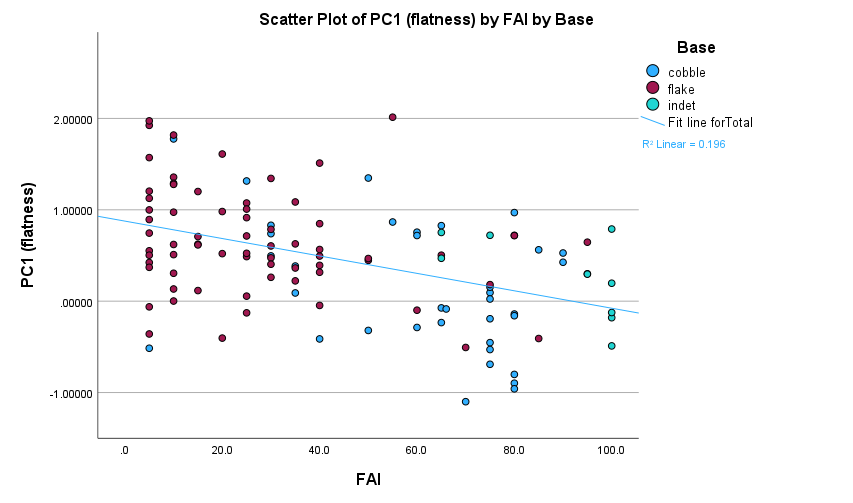 Scatter Plot of PC1 (flatness) by FAI by Base
Base
cobble
flake
indet
Fit line forTotal
R² Linear = 0.196
PC1 (flatness)
2.00000
1.00000
.00000
-1.00000
.0
20.0
40.0
60.0
80.0
100.0
FAI